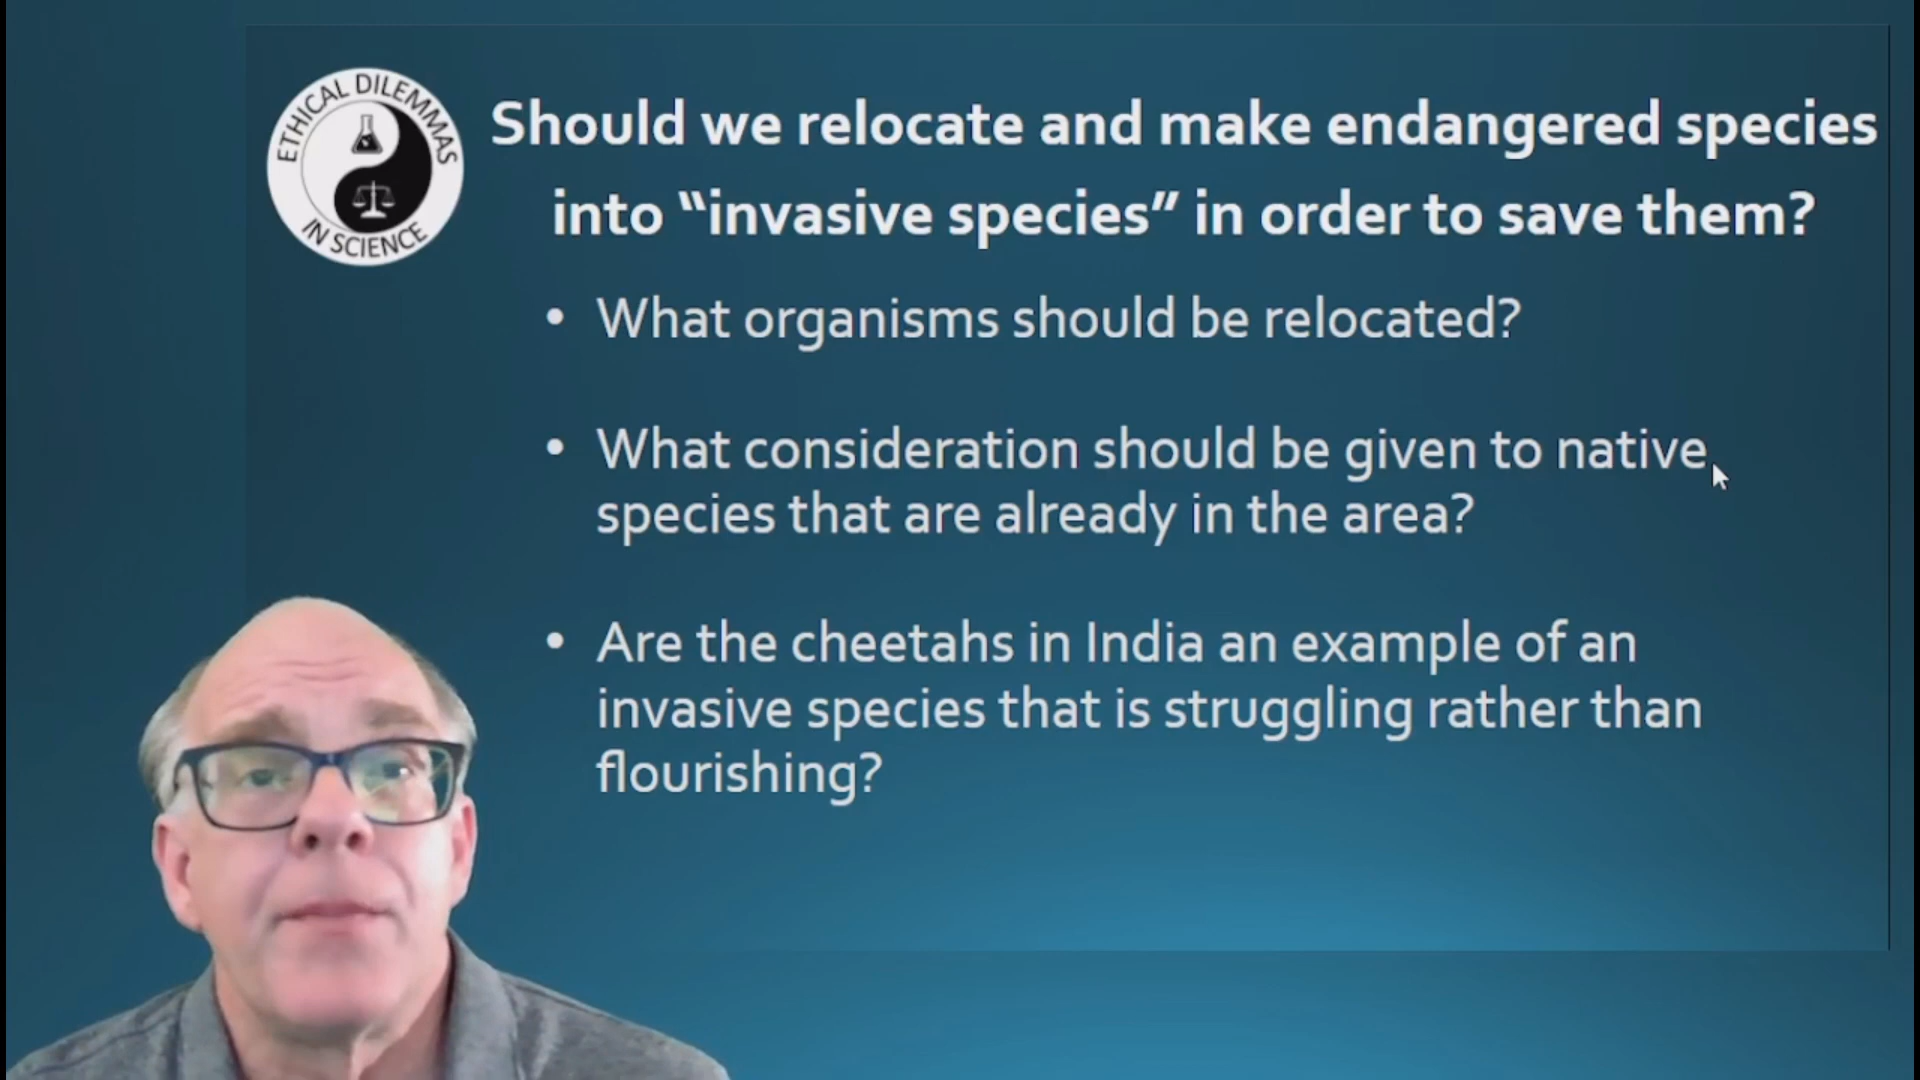 ETHICAL DILEMMAS
IN SCIENCE
Should we relocate and make endangered species
into “invasive species” in order to save them?
• What organisms should be relocated?
• What consideration should be given to native
species that are already in the area?
• Are the cheetahs in India an example of an
invasive species that is struggling rather than
flourishing?